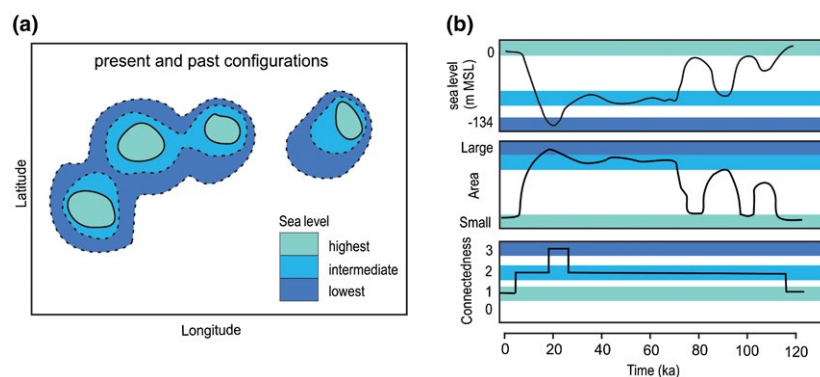 (a)
present and past configurations
Latitude
Longitude
Sea level
highest
intermediate
lowest
(b)
sea level
(m MSL)
0
-134
Area
Large
Small
Connectedness
3
2
1
0
0 20 40 60 80 100 120
Time (ka)